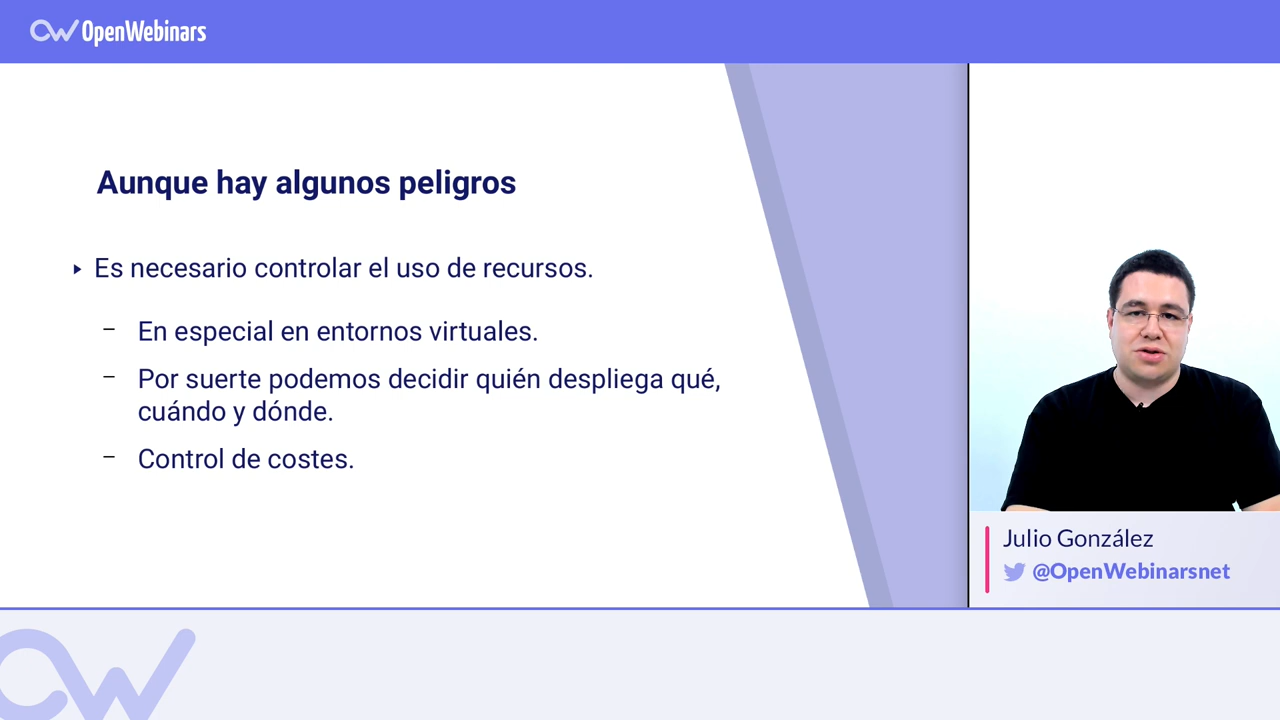 OpenWebinars
Aunque hay algunos peligros
Es necesario controlar el uso de recursos.
En especial en entornos virtuales.
Por suerte podemos decidir quién despliega qué,
cuándo y dónde.
Control de costes.
Julio González
@OpenWebinarsnet